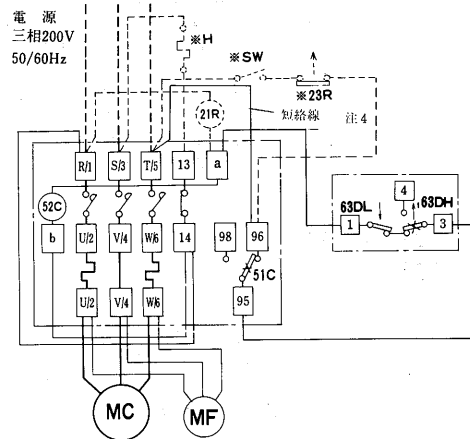 電 源
三相200V
50/60Hz
※H
※SW
※23R
21R
短絡線
注4
R/1
S/3
T/5
13
a
52C
b
U/2
V/4
W/6
14
98
96
51C
95
U/2
V/4
W/6
MC
MF
63DL
4
63DH
1
3